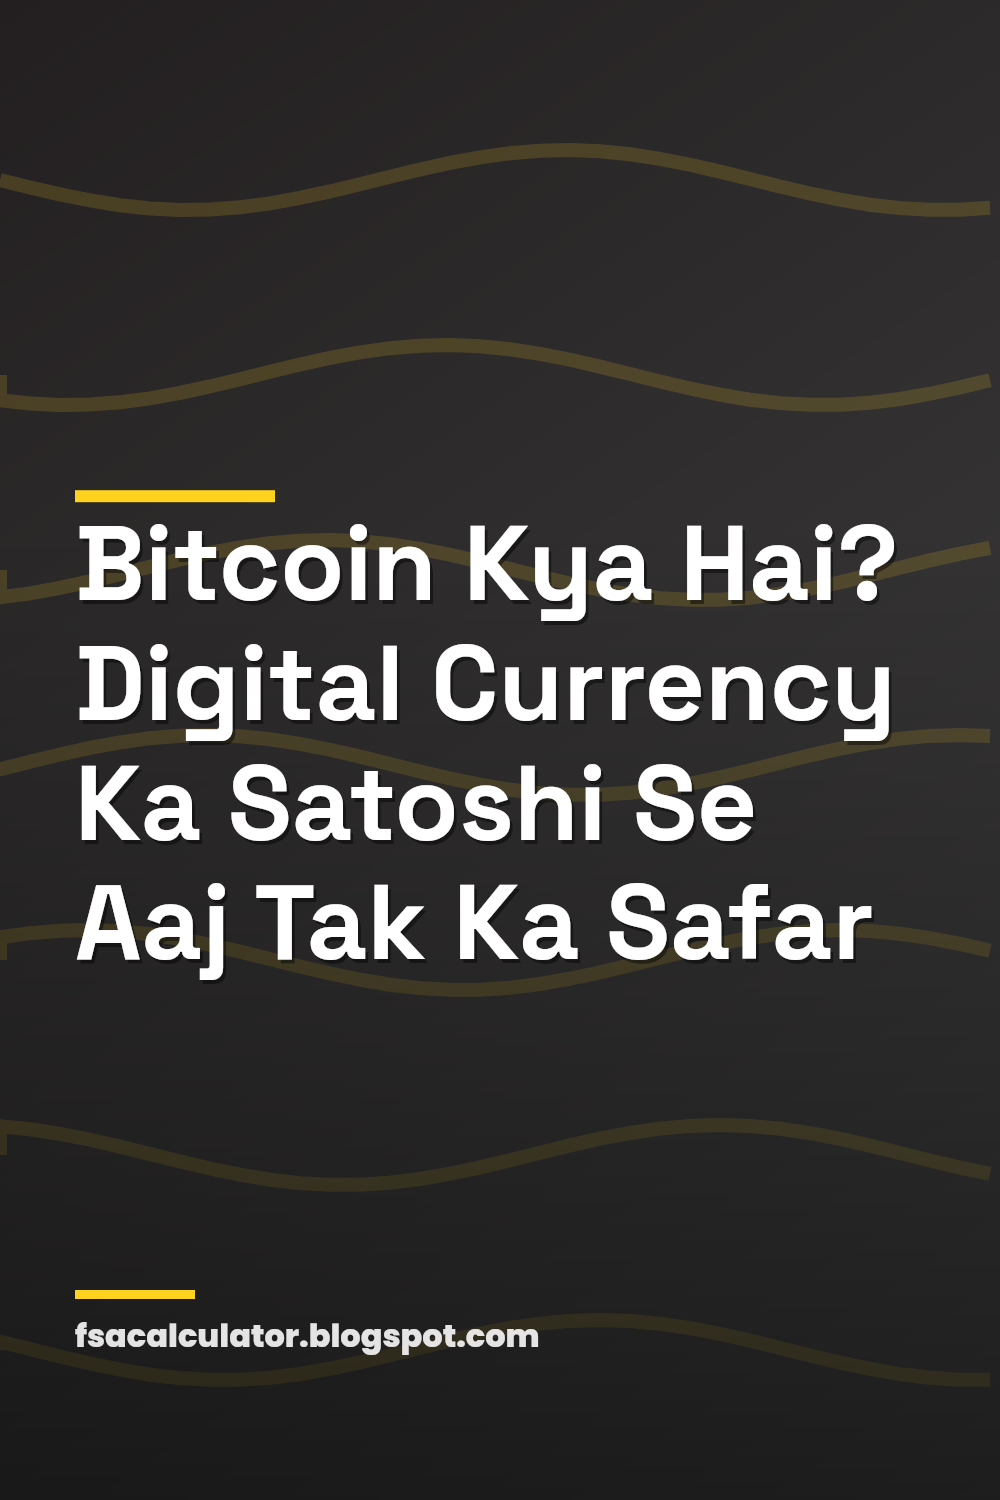 Bitcoin Kya Hai?
Digital Currency
Ka Satoshi Se
Aaj Tak Ka Safar
fsacalculator.blogspot.com